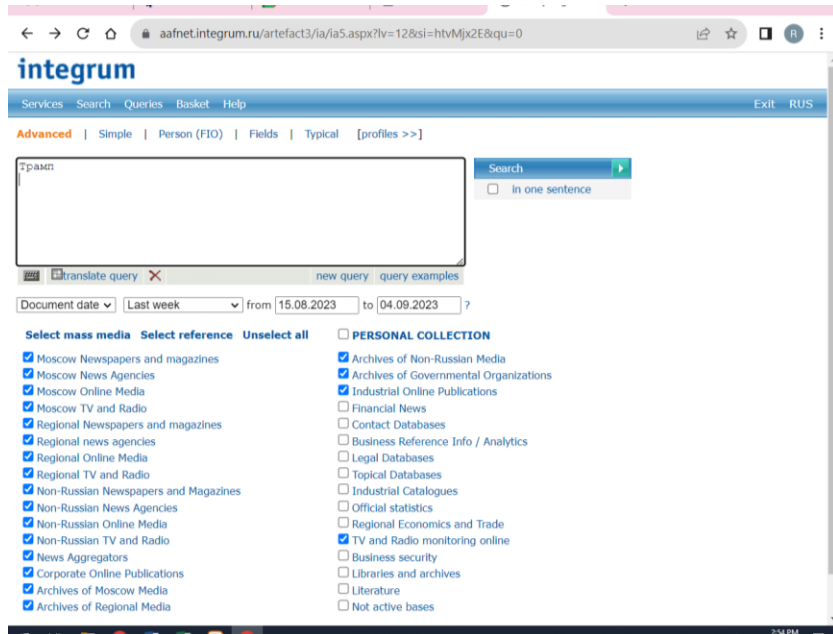 aafnet.integrum.ru/artefact3/ia/ia5.aspx?lv=12&si=htvMjx2E&qu=0
R
integrum
Services Search Queries Basket Help Exit RUS
Advanced | Simple | Person (FIO) | Fields | Typical [profiles >>]
Трамп
Search
in one sentence
translate query new query query examples
Document date Last week from 15.08.2023 to 04.09.2023 ?
Select mass media Select reference Unselect all
Moscow Newspapers and magazines
Moscow News Agencies
Moscow Online Media
Moscow TV and Radio
Regional Newspapers and magazines
Regional news agencies
Regional Online Media
Regional TV and Radio
Non-Russian Newspapers and Magazines
Non-Russian News Agencies
Non-Russian Online Media
Non-Russian TV and Radio
News Aggregators
Corporate Online Publications
Archives of Moscow Media
Archives of Regional Media
PERSONAL COLLECTION
Archives of Non-Russian Media
Archives of Governmental Organizations
Industrial Online Publications
Financial News
Contact Databases
Business Reference Info / Analytics
Legal Databases
Topical Databases
Industrial Catalogues
Official statistics
Regional Economics and Trade
TV and Radio monitoring online
Business security
Libraries and archives
Literature
Not active bases
2:54 PM